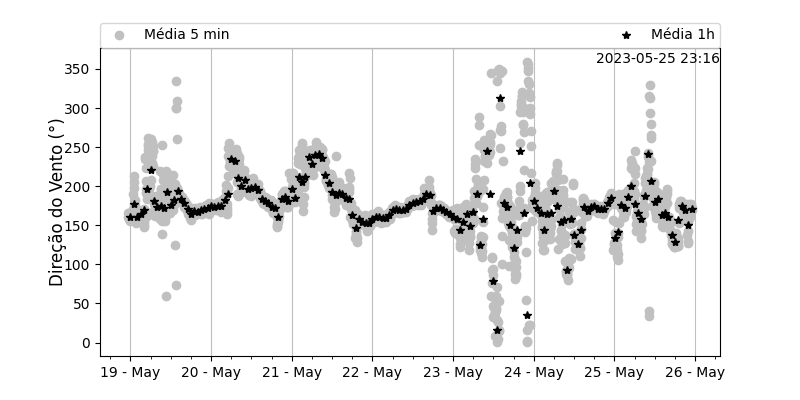 Média 5 min
Média 1h
2023-05-25 23:16
Direção do Vento (°)
350
300
250
200
150
100
50
0
19 - May
20 - May
21 - May
22 - May
23 - May
24 - May
25 - May
26 - May